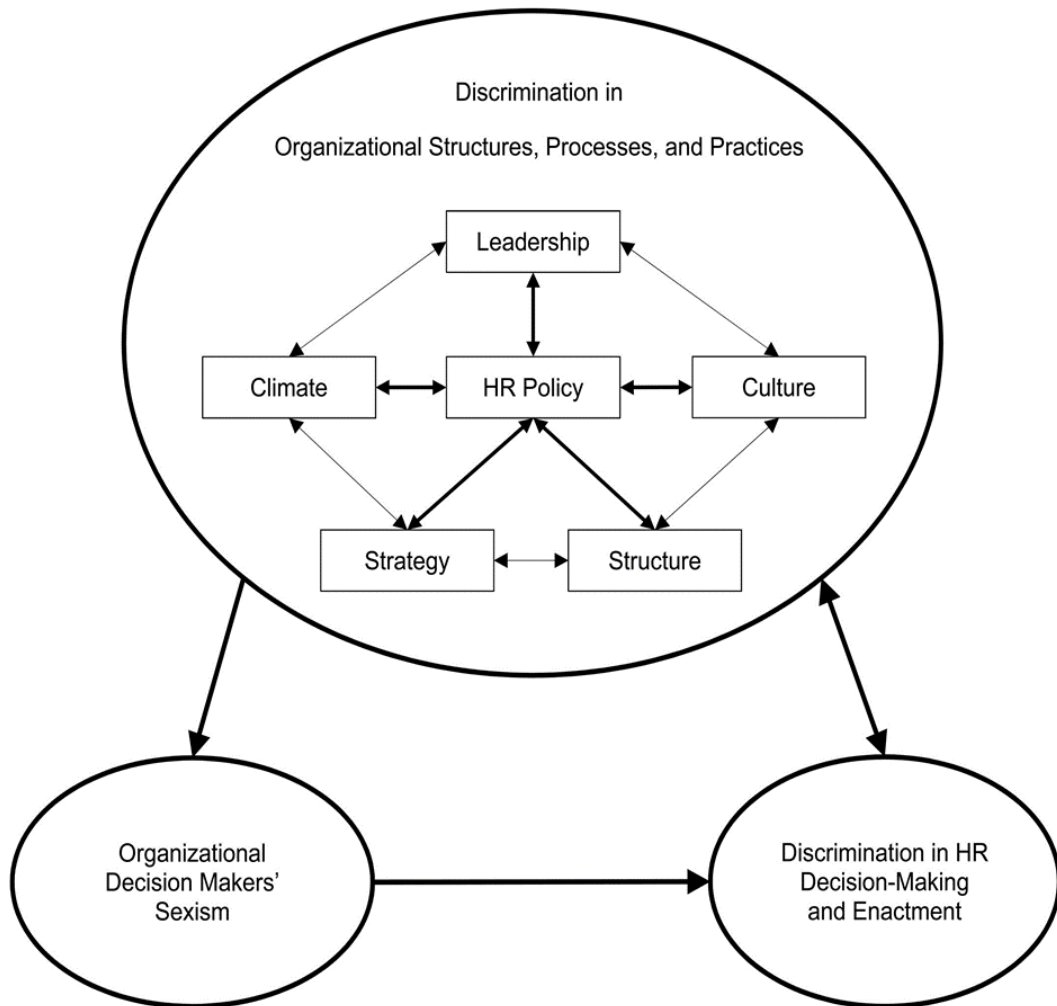 Discrimination in
Organizational Structures, Processes, and Practices
Leadership
Climate
HR Policy
Culture
Strategy
Structure
Organizational
Decision Makers’
Sexism
Discrimination in HR
Decision-Making
and Enactment